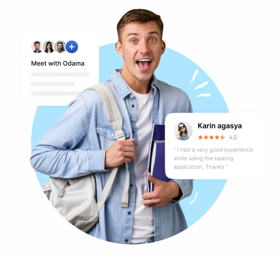 Meet with Odama
Karin agasya
4.5
" I had a very good experience
while using the tasking
application, Thanks "